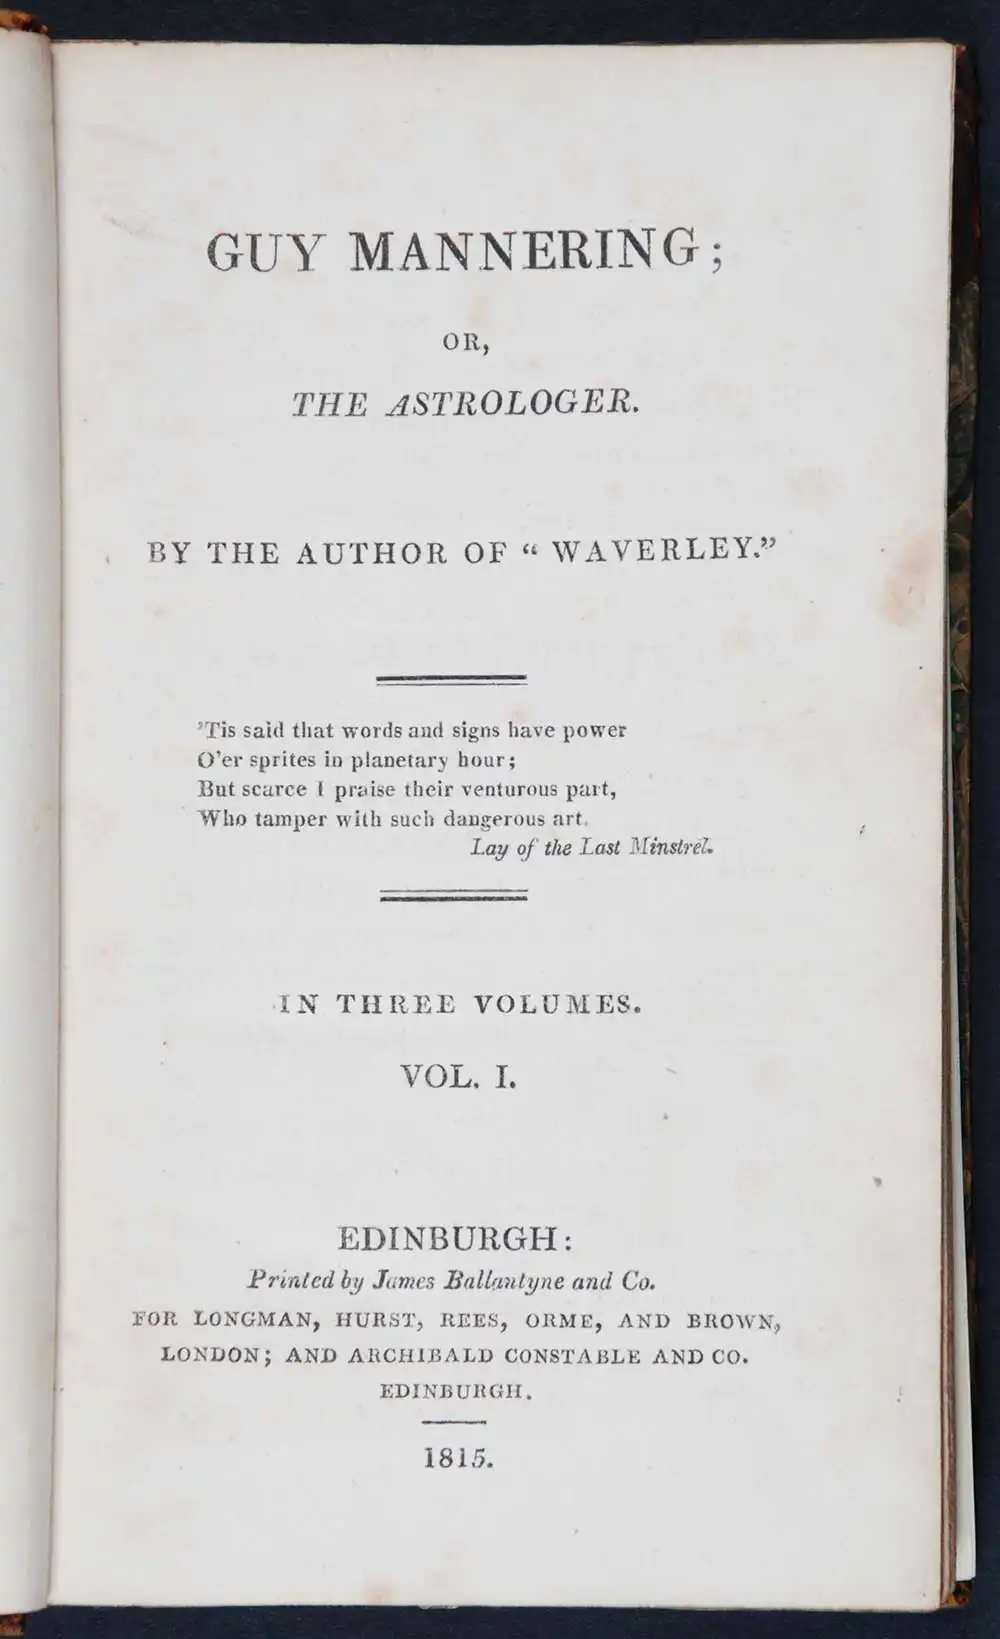 GUY MANNERING;
OR,
THE ASTROLOGER.
BY THE AUTHOR OF “ WAVERLEY.”
’Tis said that words and signs have power
O’er sprites in planetary hour;
But scarce I praise their venturous part,
Who tamper with such dangerous art.
Lay of the Last Minstrel.
IN THREE VOLUMES.
VOL. I.
EDINBURGH:
Printed by James Ballantyne and Co.
FOR LONGMAN, HURST, REES, ORME, AND BROWN,
LONDON; AND ARCHIBALD CONSTABLE AND CO.
EDINBURGH.
1815.